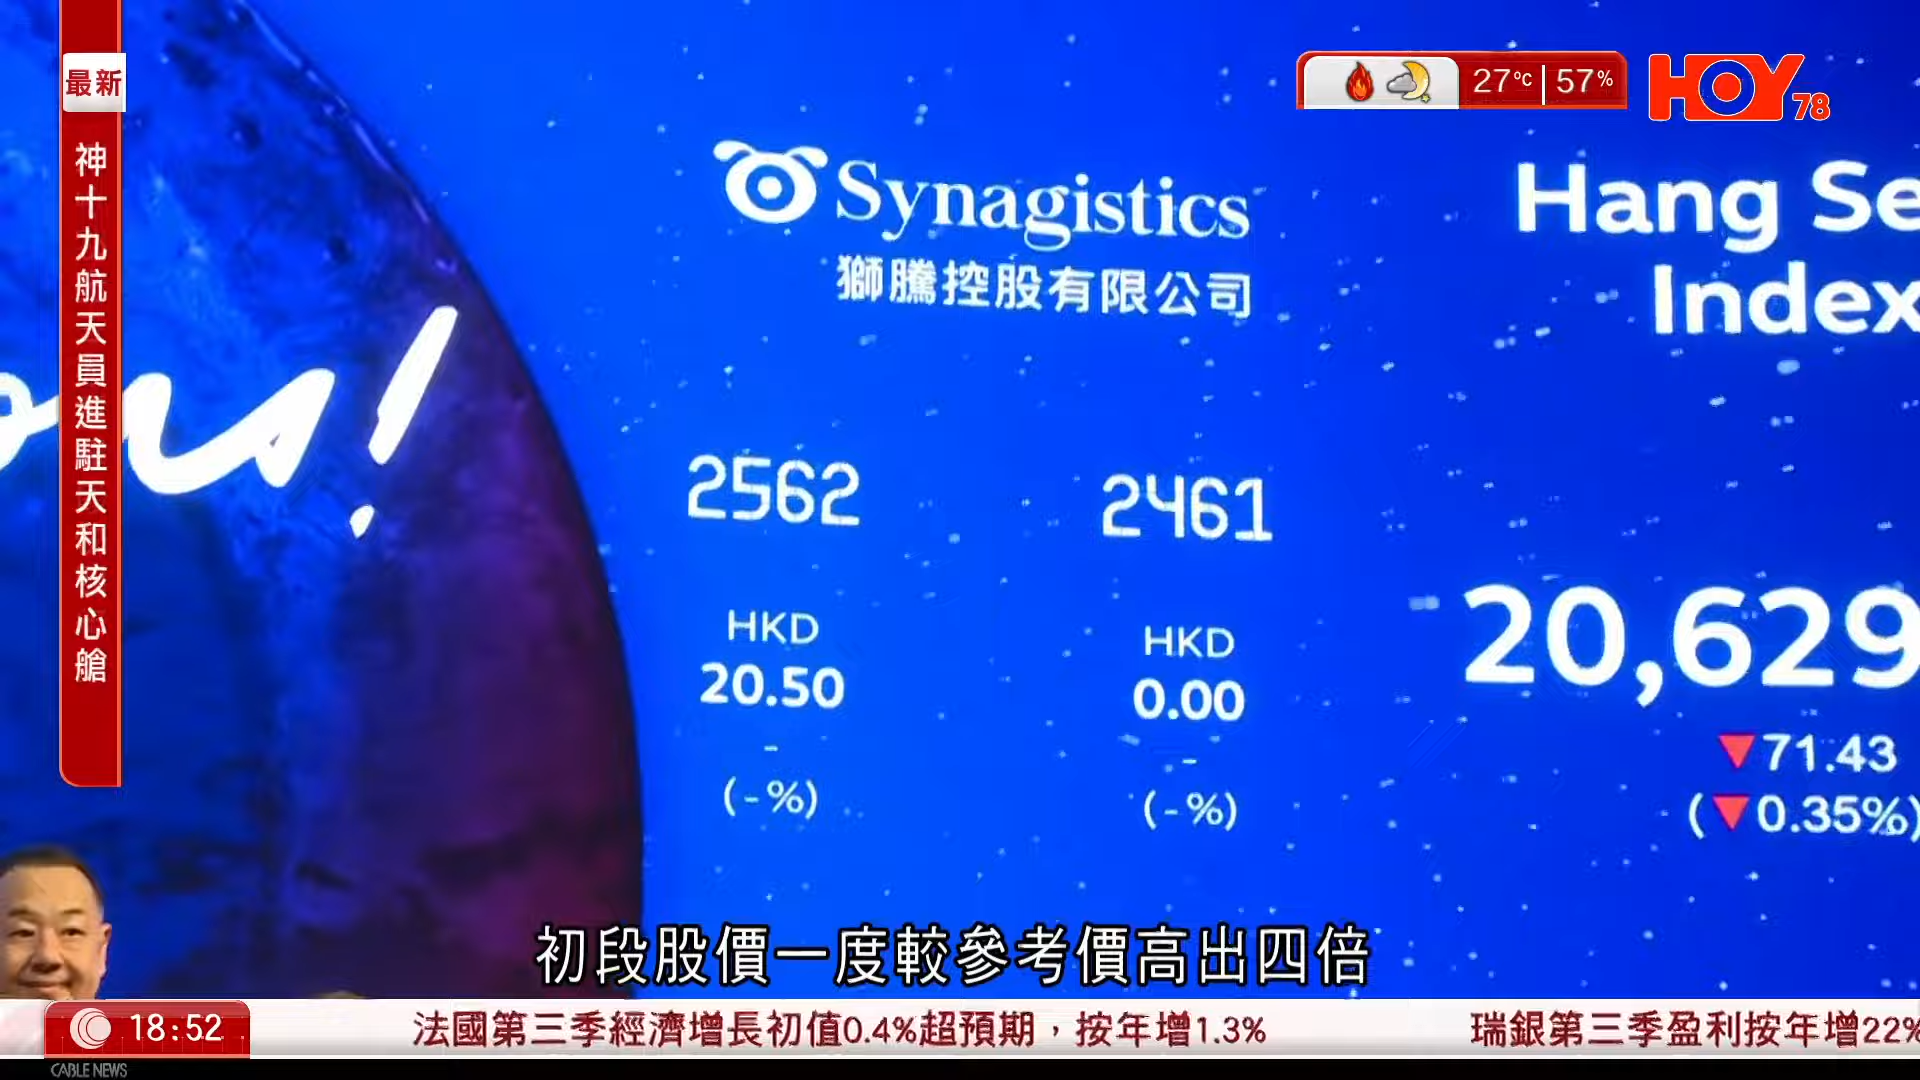 最新
神十九航天員進駐天和核心艙
27°C 57%
HOY 78
Synagistics
獅騰控股有限公司
Hang Se
Index
2562
2461
HKD
20.50
-
(-%)
HKD
0.00
-
(-%)
20,629
▼71.43
(▼0.35%)
初段股價一度較參考價高出四倍
18:52
法國第三季經濟增長初值0.4%超預期，按年增1.3%
瑞銀第三季盈利按年增22%
CABLE NEWS